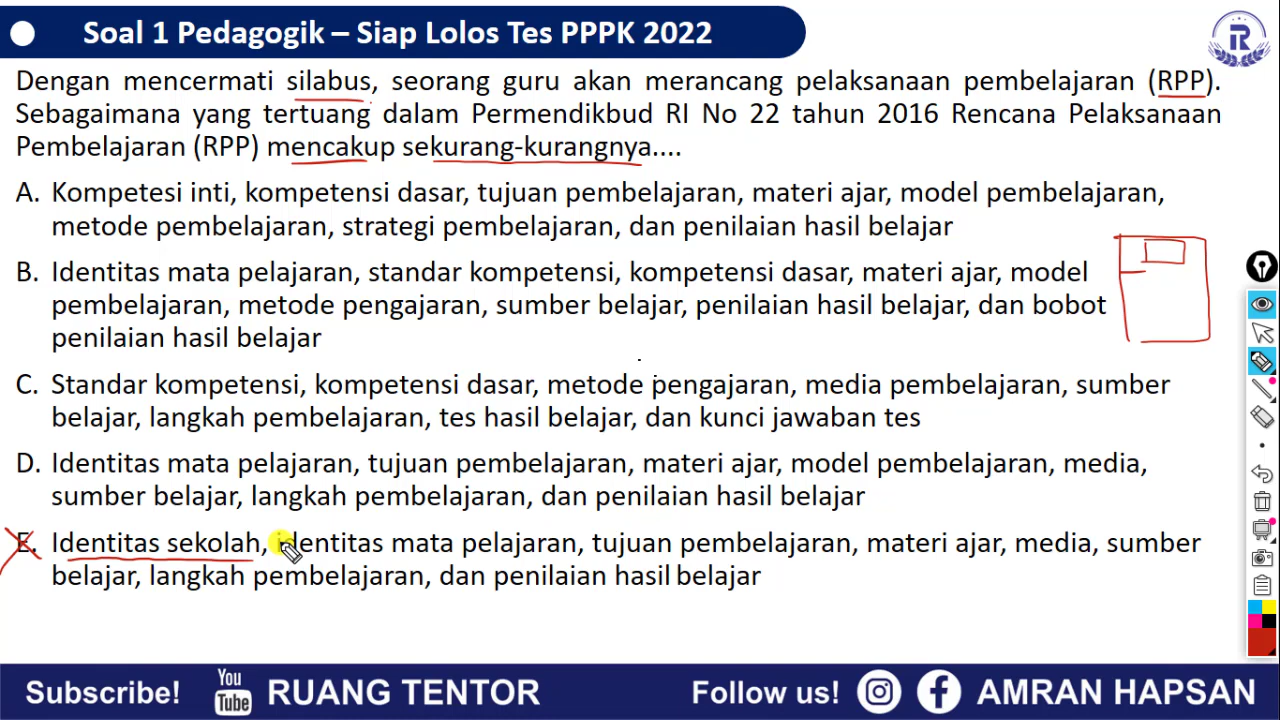 Soal 1 Pedagogik – Siap Lolos Tes PPPK 2022
Dengan mencermati silabus, seorang guru akan merancang pelaksanaan pembelajaran (RPP).
Sebagaimana yang tertuang dalam Permendikbud RI No 22 tahun 2016 Rencana Pelaksanaan
Pembelajaran (RPP) mencakup sekurang-kurangnya....
A. Kompetesi inti, kompetensi dasar, tujuan pembelajaran, materi ajar, model pembelajaran,
metode pembelajaran, strategi pembelajaran, dan penilaian hasil belajar
B. Identitas mata pelajaran, standar kompetensi, kompetensi dasar, materi ajar, model
pembelajaran, metode pengajaran, sumber belajar, penilaian hasil belajar, dan bobot
penilaian hasil belajar
C. Standar kompetensi, kompetensi dasar, metode pengajaran, media pembelajaran, sumber
belajar, langkah pembelajaran, tes hasil belajar, dan kunci jawaban tes
D. Identitas mata pelajaran, tujuan pembelajaran, materi ajar, model pembelajaran, media,
sumber belajar, langkah pembelajaran, dan penilaian hasil belajar
E. Identitas sekolah, identitas mata pelajaran, tujuan pembelajaran, materi ajar, media, sumber
belajar, langkah pembelajaran, dan penilaian hasil belajar
Subscribe! You Tube RUANG TENTOR Follow us! AMRAN HAPSAN